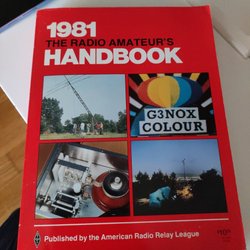 1981
THE RADIO AMATEUR'S
HANDBOOK
G3NOX
COLOUR
Published by the American Radio Relay League